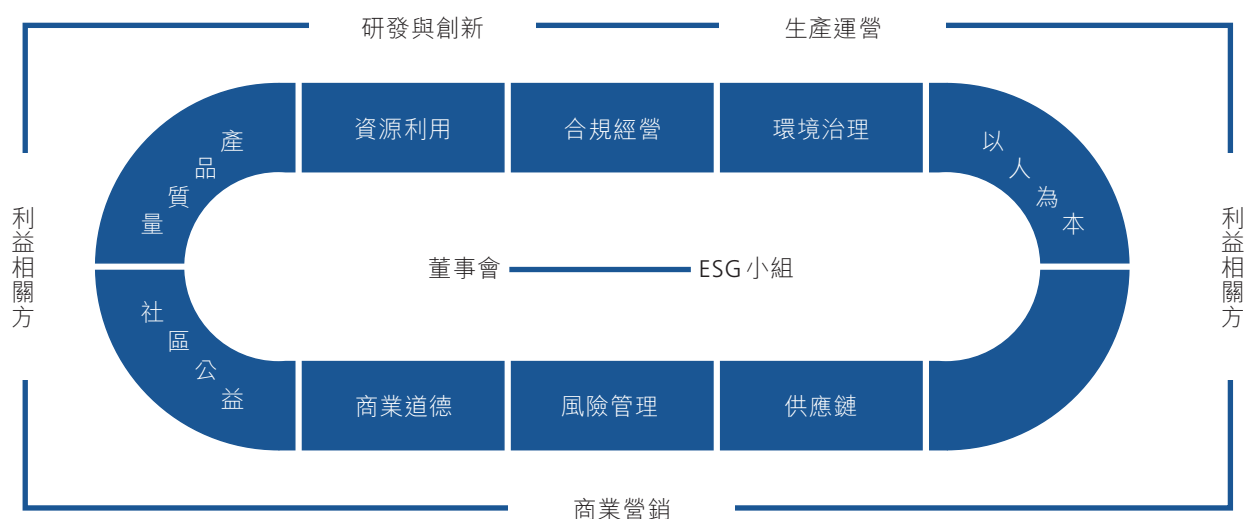 研發與創新
生產運營
資源利用
合規經營
環境治理
產品質量
以人為本
利益相關方
利益相關方
董事會
ESG小組
社區公益
商業道德
風險管理
供應鏈
商業營銷